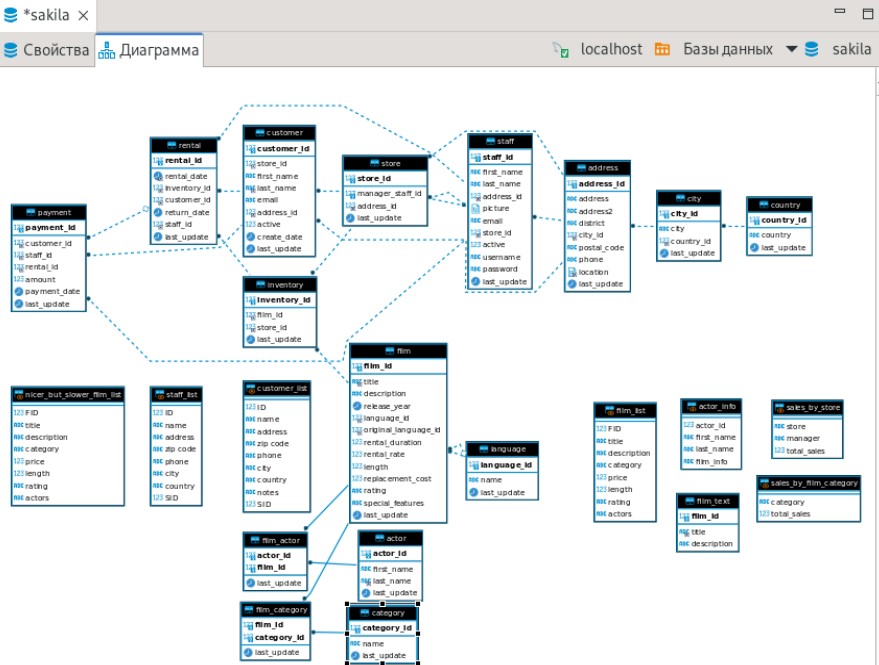 *sakila
Свойства
Диаграмма
localhost
Базы данных
sakila
payment
payment_id
customer_id
staff_id
rental_id
amount
payment_date
last_update
rental
rental_id
rental_date
inventory_id
customer_id
return_date
staff_id
last_update
customer
customer_id
store_id
first_name
last_name
email
address_id
active
create_date
last_update
store
store_id
manager_staff_id
address_id
last_update
staff
staff_id
first_name
last_name
address_id
picture
email
store_id
active
username
password
last_update
address
address_id
address
address2
district
city_id
postal_code
phone
location
last_update
city
city_id
city
country_id
last_update
country
country_id
country
last_update
inventory
inventory_id
film_id
store_id
last_update
film
film_id
title
description
release_year
language_id
original_language_id
rental_duration
rental_rate
length
replacement_cost
rating
special_features
last_update
language
language_id
name
last_update
nicer_but_slower_film_list
FID
title
description
category
price
length
rating
actors
staff_list
ID
name
address
zip code
phone
city
country
SID
customer_list
ID
name
address
zip code
phone
city
country
notes
SID
film_list
FID
title
description
category
price
length
rating
actors
actor_info
actor_id
first_name
last_name
film_info
sales_by_store
store
manager
total_sales
sales_by_film_category
category
total_sales
film_text
film_id
title
description
film_actor
actor_id
film_id
last_update
actor
actor_id
first_name
last_name
last_update
film_category
film_id
category_id
last_update
category
category_id
name
last_update